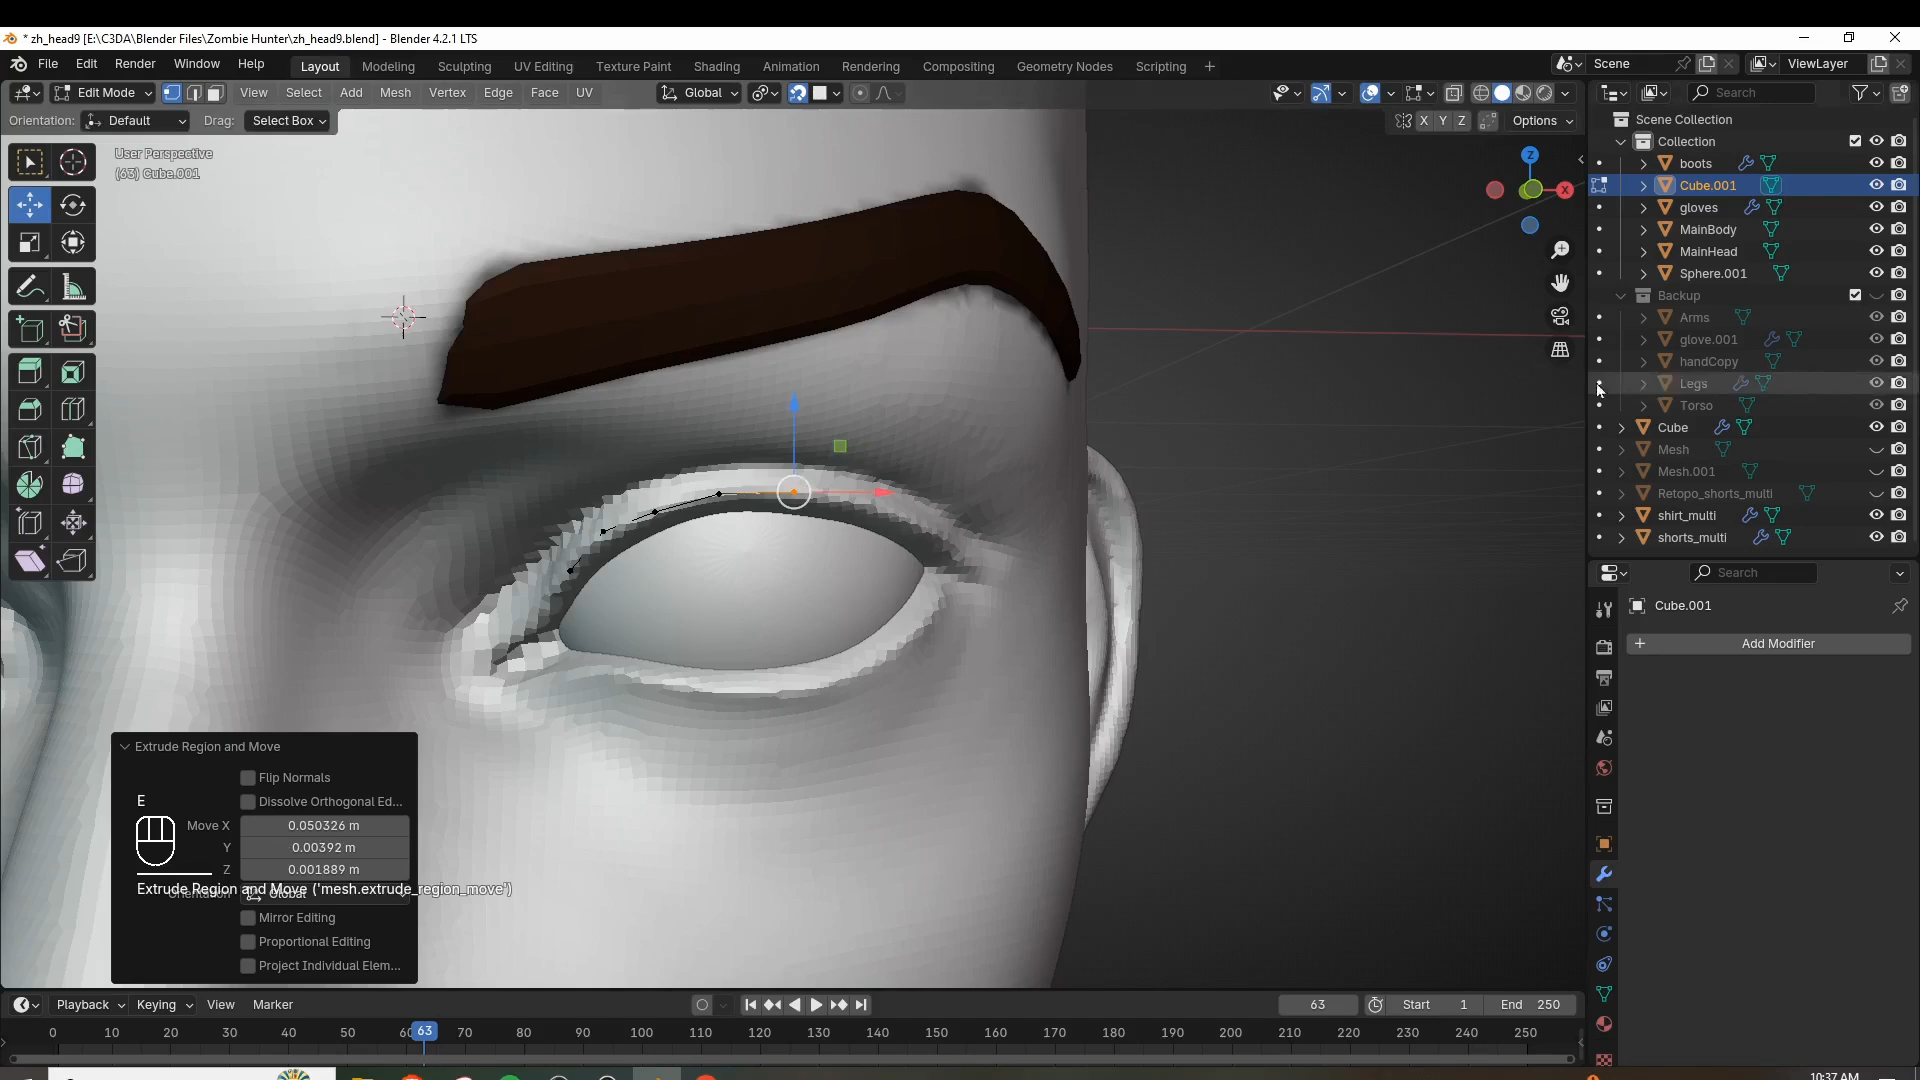 * zh_head9 [E:\C3DA\Blender Files\Zombie Hunter\zh_head9.blend] - Blender 4.2.1 LTS
File Edit Render Window Help Layout Modeling Sculpting UV Editing Texture Paint Shading Animation Rendering Compositing Geometry Nodes Scripting + Scene ViewLayer
Edit Mode View Select Add Mesh Vertex Edge Face UV Global Search
Orientation: Default Drag: Select Box X Y Z Options
Scene Collection
Collection
User Perspective
(63) Cube.001
Z
X
boots
Cube.001
gloves
MainBody
MainHead
Sphere.001
Backup
Arms
glove.001
handCopy
Legs
Torso
Cube
Mesh
Mesh.001
Retopo_shorts_multi
shirt_multi
shorts_multi
Search
Cube.001
+ Add Modifier
Extrude Region and Move
Flip Normals
Dissolve Orthogonal Ed...
E
Move X 0.050326 m
Y 0.00392 m
Z 0.001889 m
Orientation Global
Extrude Region and Move ('mesh.extrude_region_move')
Mirror Editing
Proportional Editing
Project Individual Elem...
Playback Keying View Marker 63 Start 1 End 250
0 10 20 30 40 50 60 63 70 80 90 100 110 120 130 140 150 160 170 180 190 200 210 220 230 240 250
10:37 AM